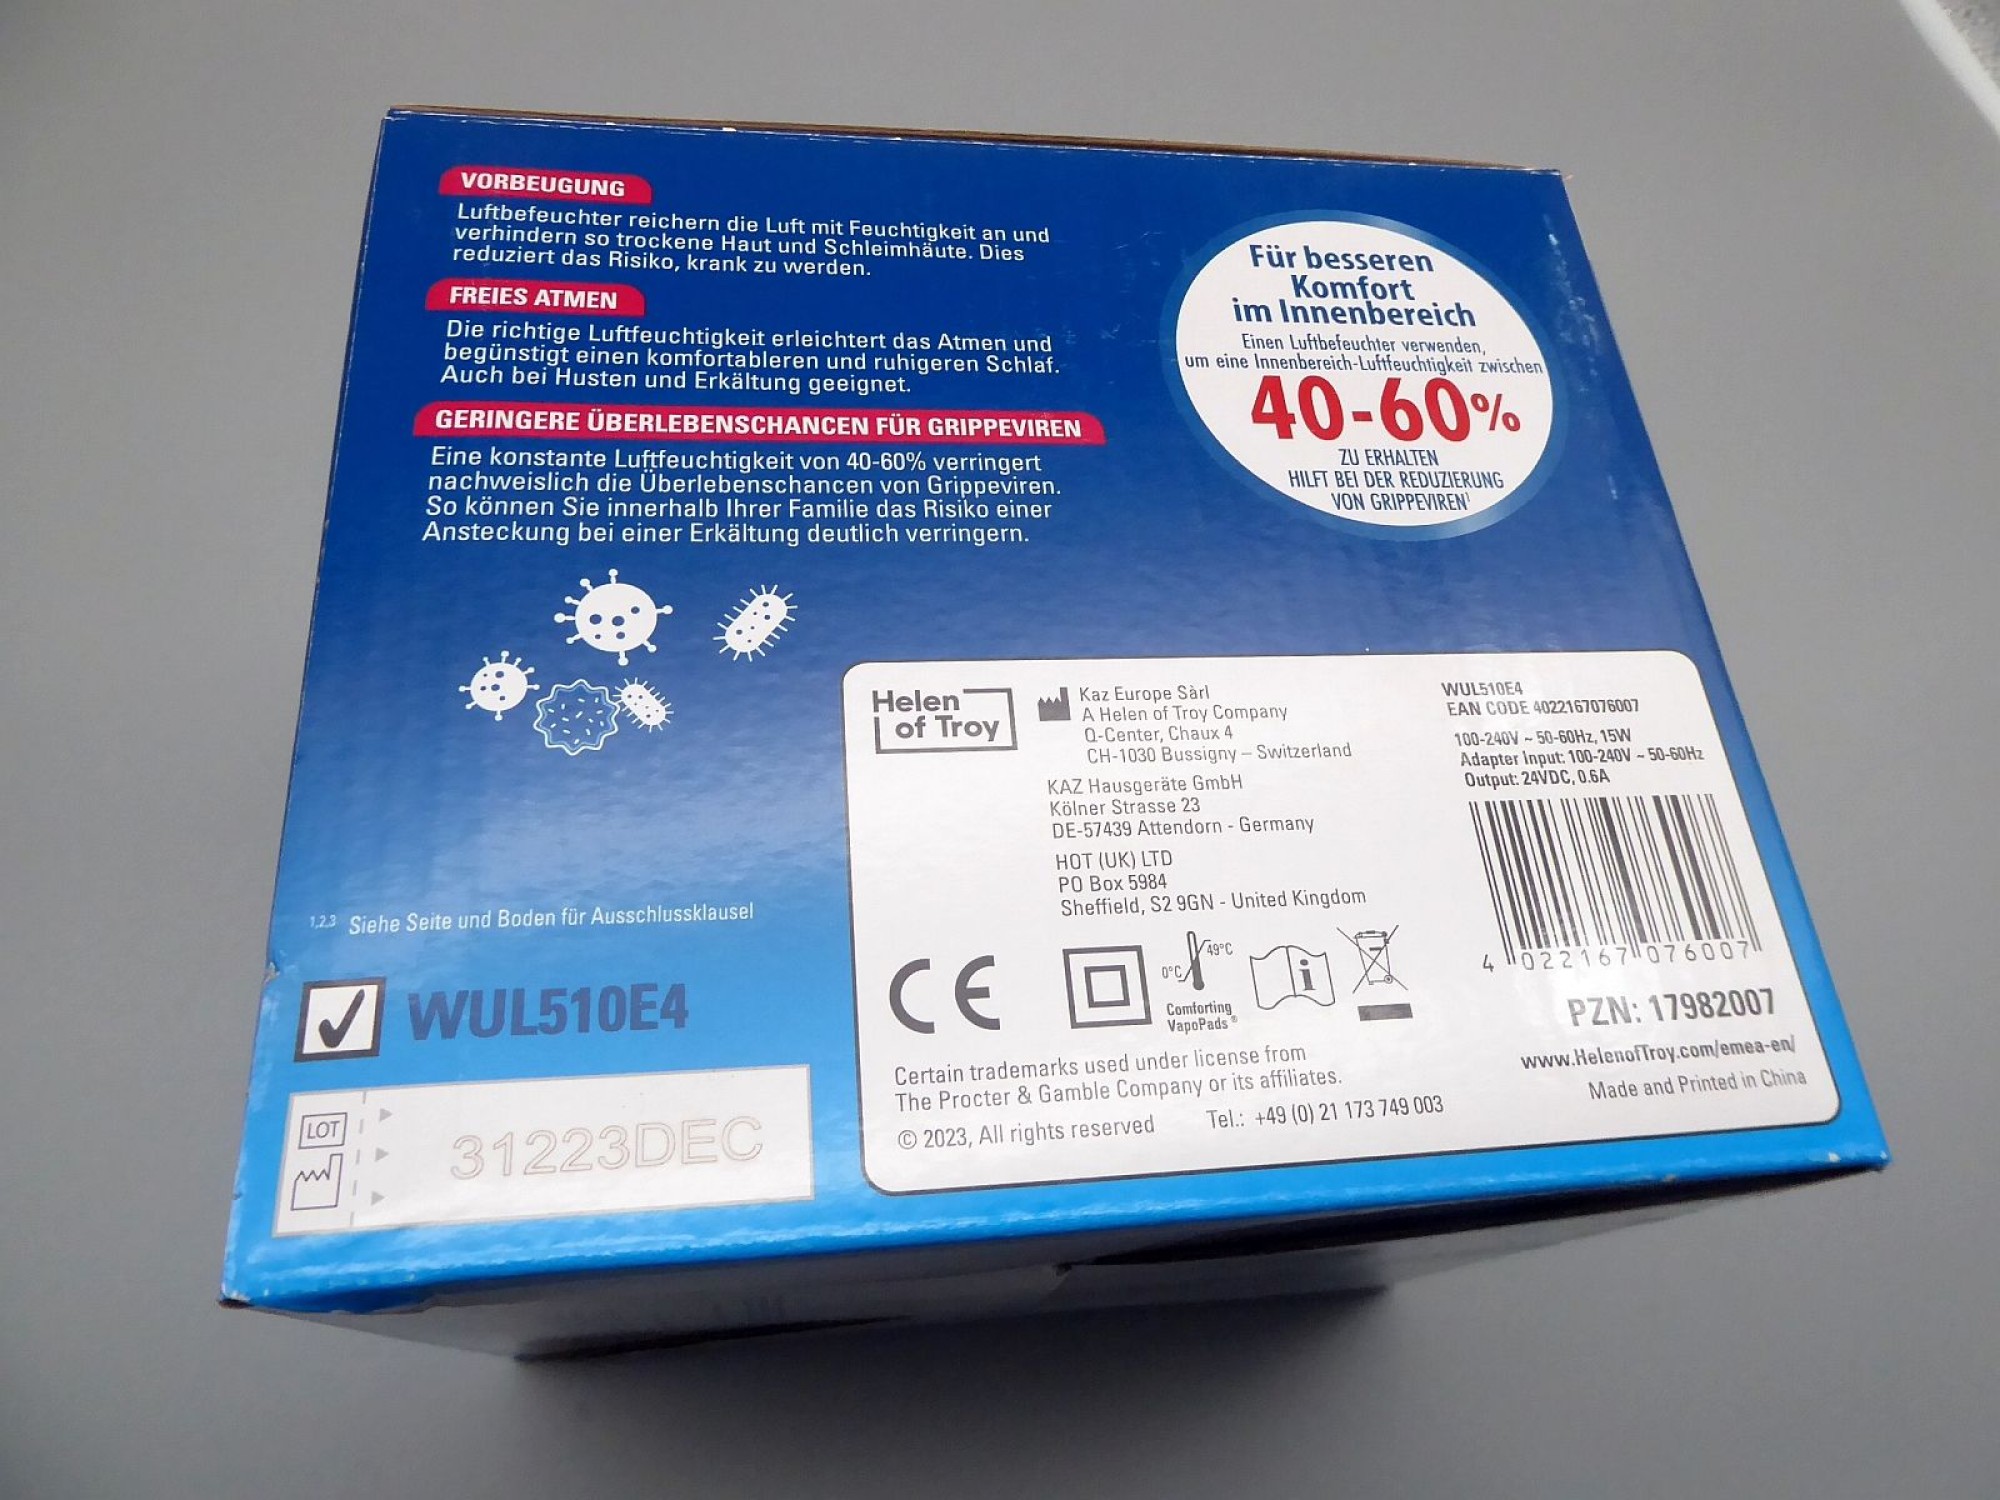 VORBEUGUNG
Luftbefeuchter reichern die Luft mit Feuchtigkeit an und
verhindern so trockene Haut und Schleimhäute. Dies
reduziert das Risiko, krank zu werden.
FREIES ATMEN
Die richtige Luftfeuchtigkeit erleichtert das Atmen und
begünstigt einen komfortableren und ruhigeren Schlaf.
Auch bei Husten und Erkältung geeignet.
GERINGERE ÜBERLEBENSCHANCEN FÜR GRIPPEVIREN
Eine konstante Luftfeuchtigkeit von 40-60% verringert
nachweislich die Überlebenschancen von Grippeviren.
So können Sie innerhalb Ihrer Familie das Risiko einer
Ansteckung bei einer Erkältung deutlich verringern.
Für besseren
Komfort
im Innenbereich
Einen Luftbefeuchter verwenden,
um eine Innenbereich-Luftfeuchtigkeit zwischen
40-60%
ZU ERHALTEN
HILFT BEI DER REDUZIERUNG
VON GRIPPEVIREN¹
1,2,3 Siehe Seite und Boden für Ausschlussklausel
WUL510E4
LOT
31223DEC
Helen
of Troy
Kaz Europe Sàrl
A Helen of Troy Company
Q-Center, Chaux 4
CH-1030 Bussigny – Switzerland
KAZ Hausgeräte GmbH
Kölner Strasse 23
DE-57439 Attendorn - Germany
HOT (UK) LTD
PO Box 5984
Sheffield, S2 9GN - United Kingdom
WUL510E4
EAN CODE 4022167076007
100-240V ~ 50-60Hz, 15W
Adapter Input: 100-240V ~ 50-60Hz
Output: 24VDC, 0.6A
4 022167 076007
PZN: 17982007
www.HelenofTroy.com/emea-en/
Made and Printed in China
CE
0°C
49°C
Comforting
VapoPads®
i
Certain trademarks used under license from
The Procter & Gamble Company or its affiliates.
© 2023, All rights reserved Tel.: +49 (0) 21 173 749 003